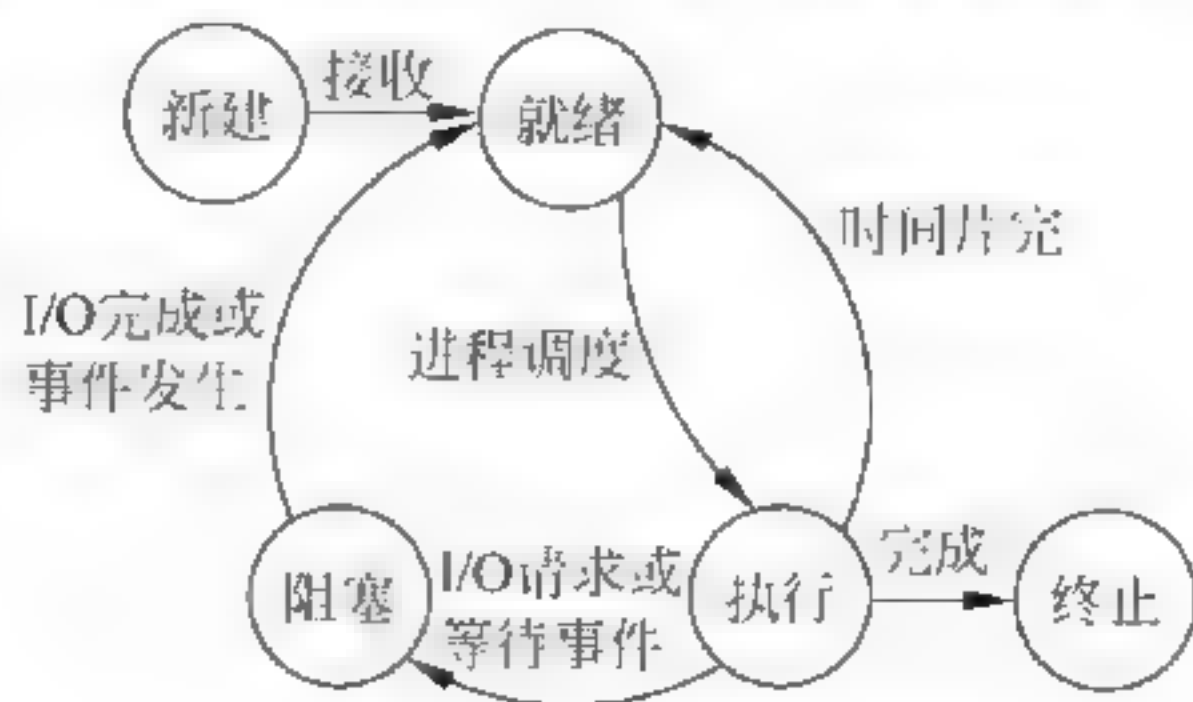 新建
接收
就绪
时间片完
I/O完成或
事件发生
进程调度
阻塞
I/O请求或
等待事件
执行
完成
终止